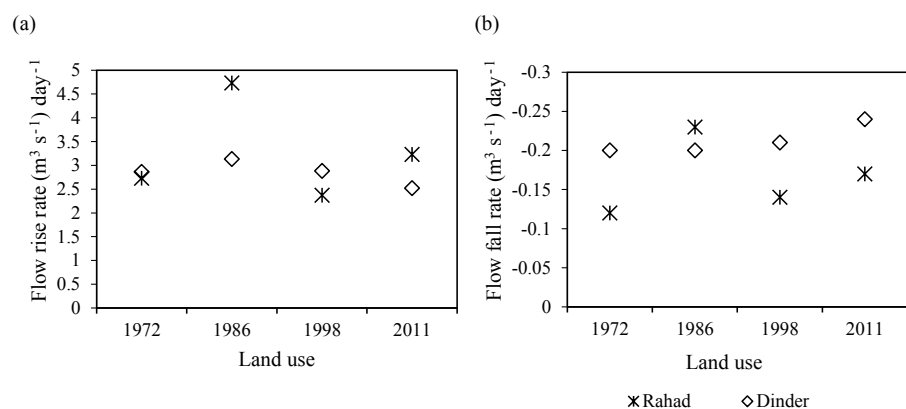 (a)
Flow rise rate (m³ s⁻¹) day⁻¹
5
4.5
4
3.5
3
2.5
2
1.5
1
0.5
0
1972 1986 1998 2011
Land use
(b)
Flow fall rate (m³ s⁻¹) day⁻¹
-0.3
-0.25
-0.2
-0.15
-0.1
-0.05
0
1972 1986 1998 2011
Land use
Rahad Dinder